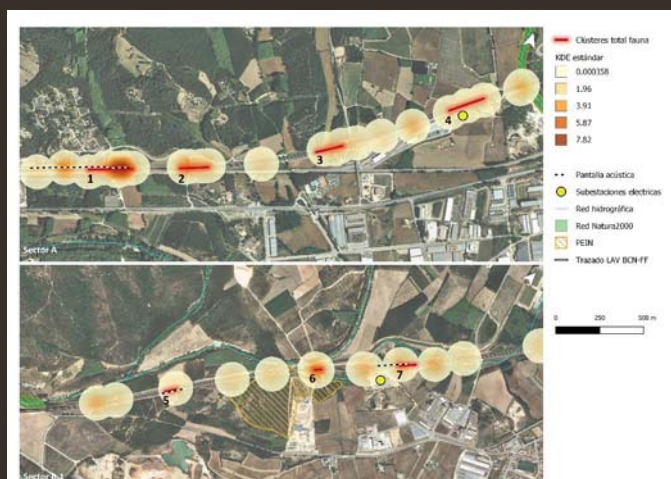 Clústeres total fauna
KDE estándar
0.000358
1.96
3.91
5.87
7.82
Pantalla acústica
Subestaciones electricas
Red hidrográfica
Red Natura2000
PEIN
Trazado LAV BCN-FF
0 250 500 m
1
2
3
4
Sector A
5
6
7
Sector B.1